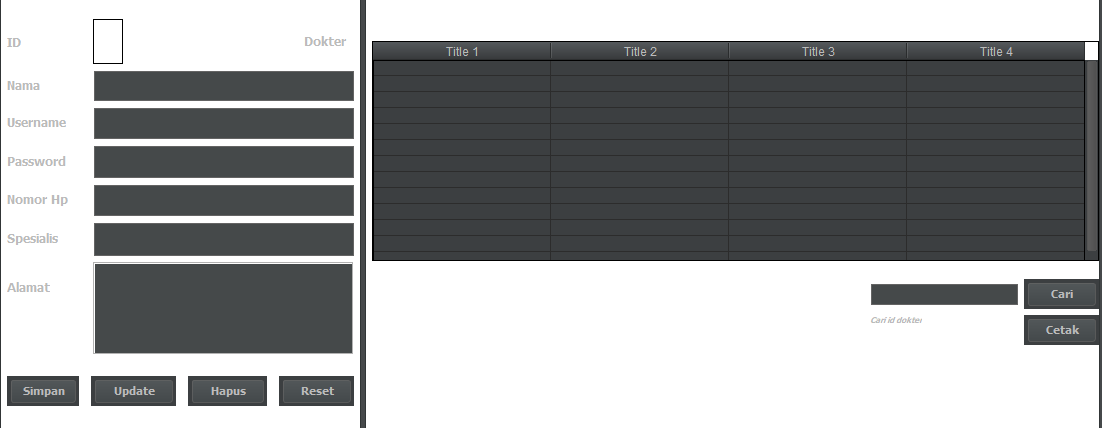 ID
Dokter
Nama
Username
Password
Nomor Hp
Spesialis
Alamat
Simpan Update Hapus Reset
Title 1 Title 2 Title 3 Title 4
Cari
Cari id dokter
Cetak